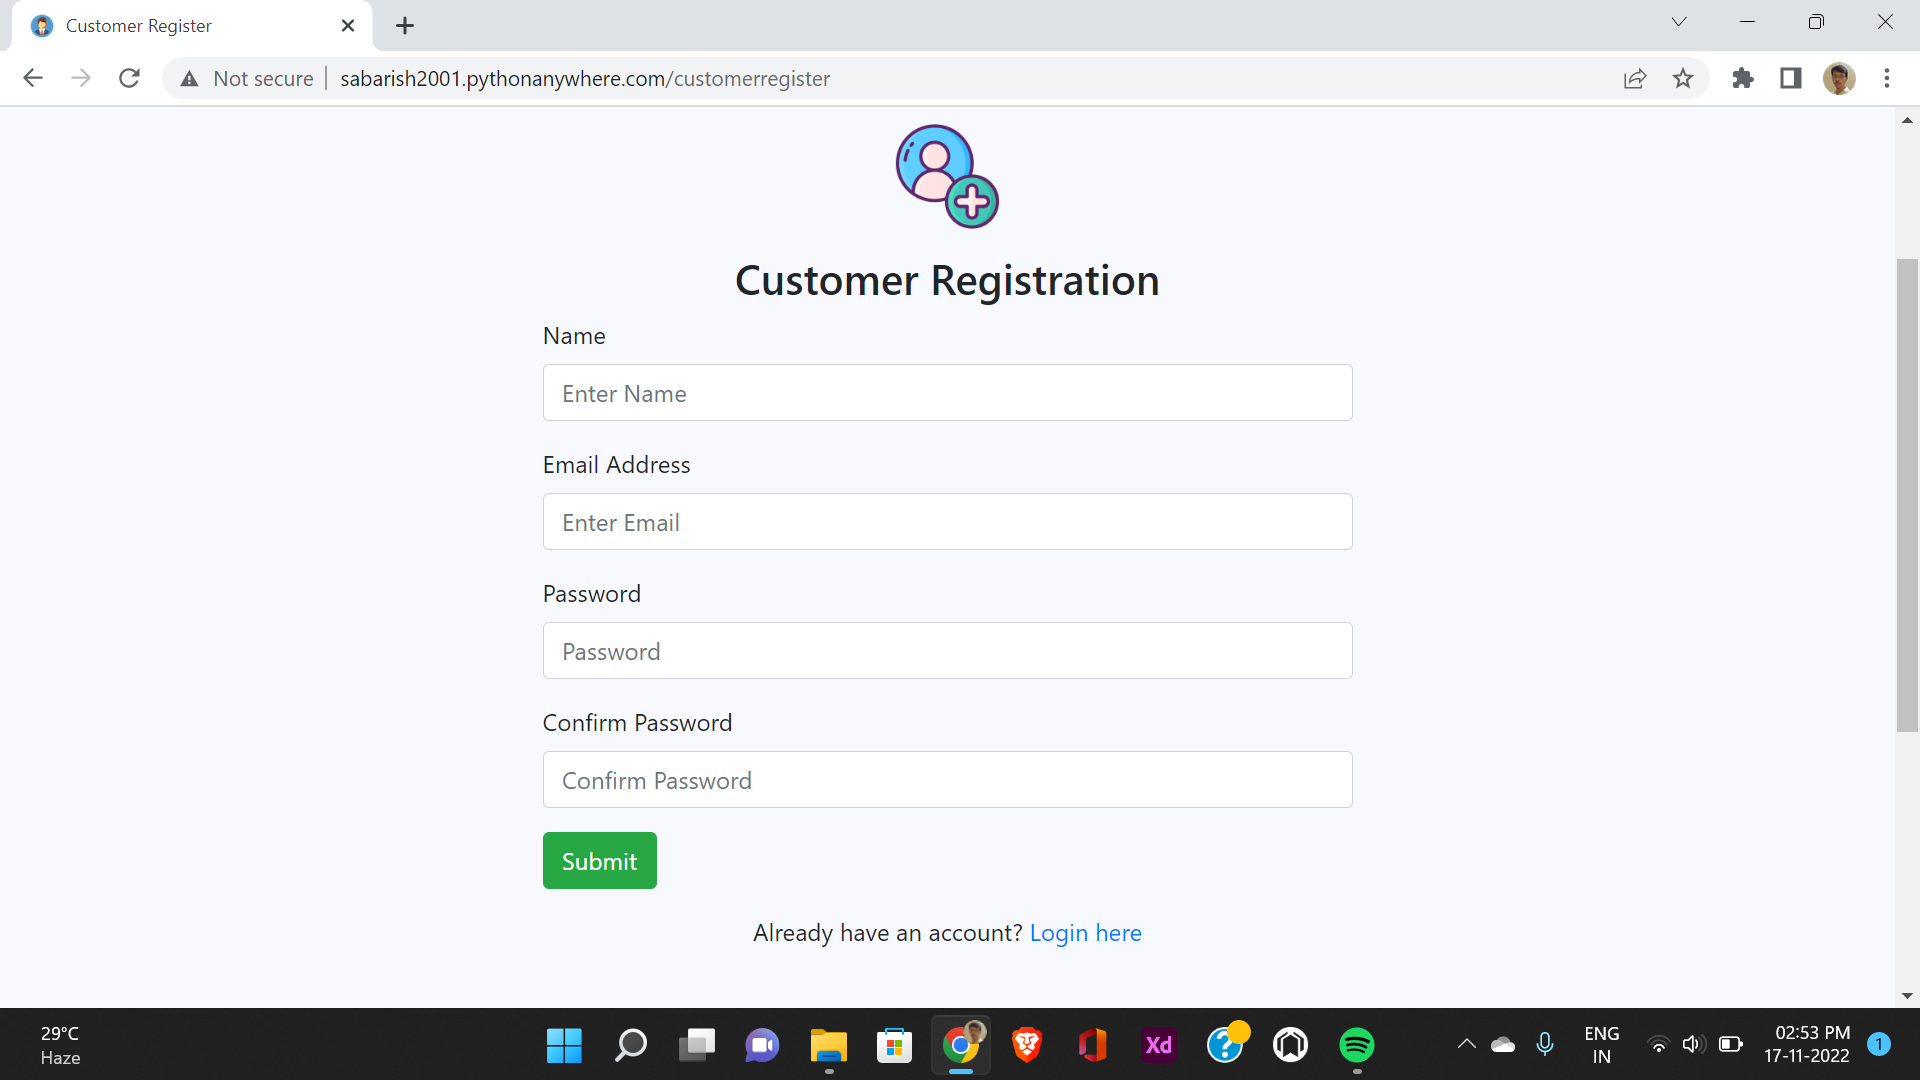 Customer Register
Not secure
sabarish2001.pythonanywhere.com/customerregister
Customer Registration
Name
Enter Name
Email Address
Enter Email
Password
Password
Confirm Password
Confirm Password
Submit
Already have an account? Login here
29°C
Haze
Xd
?
ENG
IN
02:53 PM
17-11-2022
1